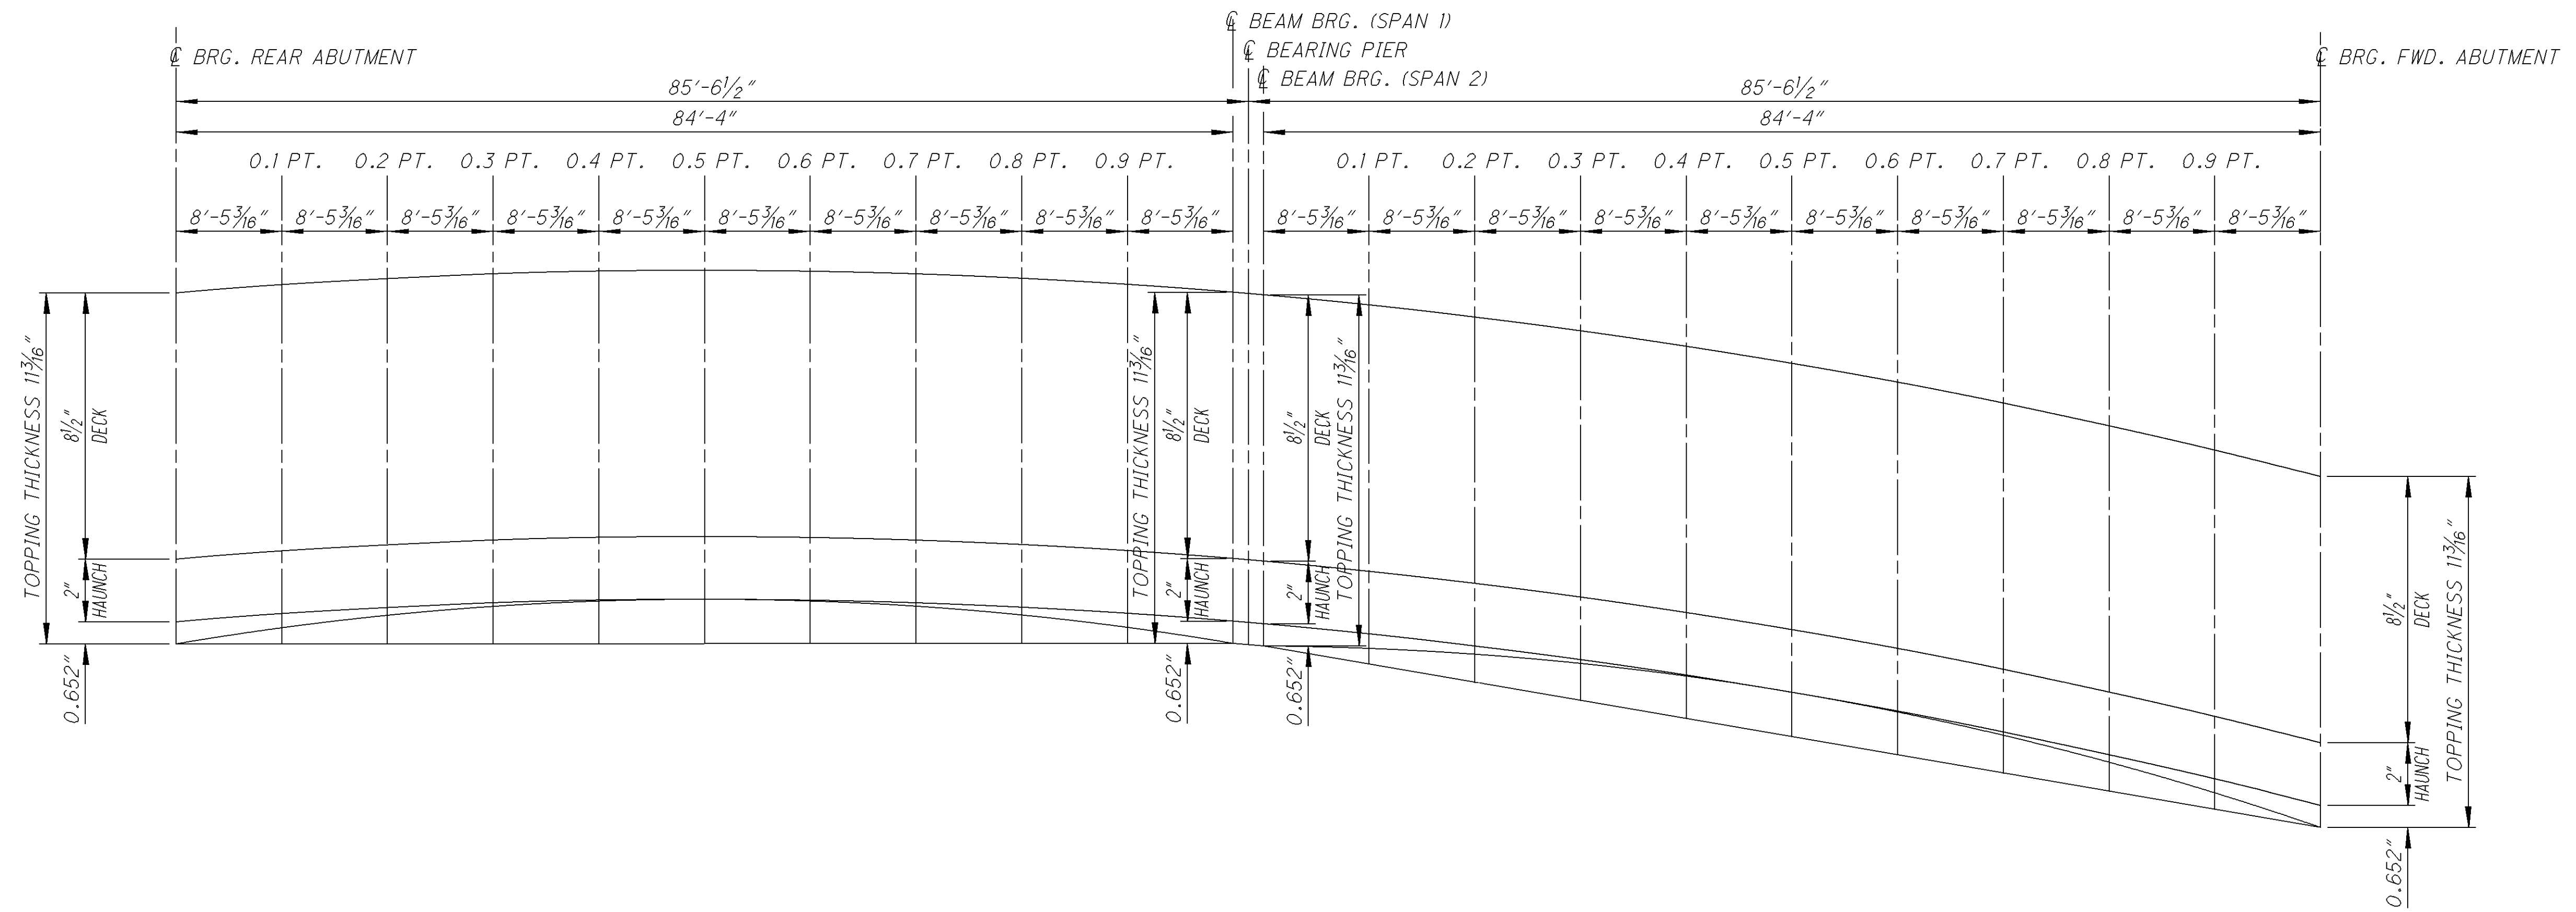 ℄ BEAM BRG. (SPAN 1)
℄ BEARING PIER
℄ BRG. REAR ABUTMENT
℄ BRG. FWD. ABUTMENT
℄ BEAM BRG. (SPAN 2)
85'-6½" 85'-6½"
84'-4" 84'-4"
0.1 PT. 0.2 PT. 0.3 PT. 0.4 PT. 0.5 PT. 0.6 PT. 0.7 PT. 0.8 PT. 0.9 PT. 0.1 PT. 0.2 PT. 0.3 PT. 0.4 PT. 0.5 PT. 0.6 PT. 0.7 PT. 0.8 PT. 0.9 PT.
8'-5³⁄₁₆" 8'-5³⁄₁₆" 8'-5³⁄₁₆" 8'-5³⁄₁₆" 8'-5³⁄₁₆" 8'-5³⁄₁₆" 8'-5³⁄₁₆" 8'-5³⁄₁₆" 8'-5³⁄₁₆" 8'-5³⁄₁₆" 8'-5³⁄₁₆" 8'-5³⁄₁₆" 8'-5³⁄₁₆" 8'-5³⁄₁₆" 8'-5³⁄₁₆" 8'-5³⁄₁₆" 8'-5³⁄₁₆" 8'-5³⁄₁₆" 8'-5³⁄₁₆" 8'-5³⁄₁₆"
TOPPING THICKNESS 11³⁄₁₆"
8½"
DECK
2"
HAUNCH
0.652"
TOPPING THICKNESS 11³⁄₁₆"
8½"
DECK
2"
HAUNCH
0.652"
8½"
DECK
2"
HAUNCH
0.652"
TOPPING THICKNESS 11³⁄₁₆"
8½"
DECK
2"
HAUNCH
0.652"
TOPPING THICKNESS 11³⁄₁₆"